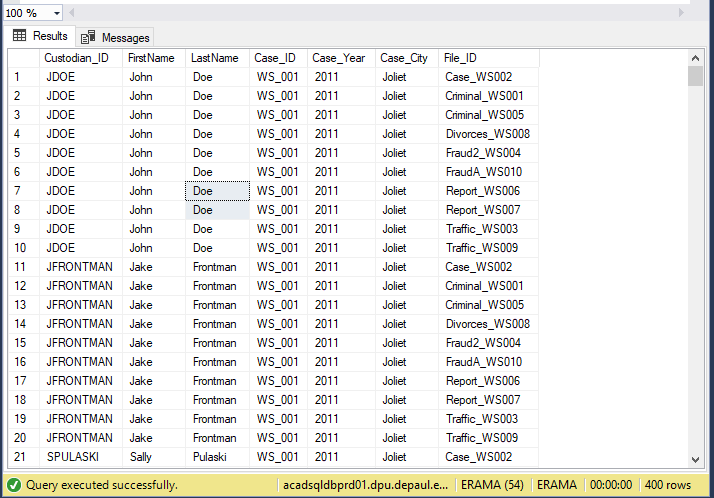 100 %
Results Messages
Custodian_ID FirstName LastName Case_ID Case_Year Case_City File_ID
1 JDOE John Doe WS_001 2011 Joliet Case_WS002
2 JDOE John Doe WS_001 2011 Joliet Criminal_WS001
3 JDOE John Doe WS_001 2011 Joliet Criminal_WS005
4 JDOE John Doe WS_001 2011 Joliet Divorces_WS008
5 JDOE John Doe WS_001 2011 Joliet Fraud2_WS004
6 JDOE John Doe WS_001 2011 Joliet FraudA_WS010
7 JDOE John Doe WS_001 2011 Joliet Report_WS006
8 JDOE John Doe WS_001 2011 Joliet Report_WS007
9 JDOE John Doe WS_001 2011 Joliet Traffic_WS003
10 JDOE John Doe WS_001 2011 Joliet Traffic_WS009
11 JFRONTMAN Jake Frontman WS_001 2011 Joliet Case_WS002
12 JFRONTMAN Jake Frontman WS_001 2011 Joliet Criminal_WS001
13 JFRONTMAN Jake Frontman WS_001 2011 Joliet Criminal_WS005
14 JFRONTMAN Jake Frontman WS_001 2011 Joliet Divorces_WS008
15 JFRONTMAN Jake Frontman WS_001 2011 Joliet Fraud2_WS004
16 JFRONTMAN Jake Frontman WS_001 2011 Joliet FraudA_WS010
17 JFRONTMAN Jake Frontman WS_001 2011 Joliet Report_WS006
18 JFRONTMAN Jake Frontman WS_001 2011 Joliet Report_WS007
19 JFRONTMAN Jake Frontman WS_001 2011 Joliet Traffic_WS003
20 JFRONTMAN Jake Frontman WS_001 2011 Joliet Traffic_WS009
21 SPULASKI Sally Pulaski WS_001 2011 Joliet Case_WS002
Query executed successfully. acadsqldbprd01.dpu.depaul.e... ERAMA (54) ERAMA 00:00:00 400 rows